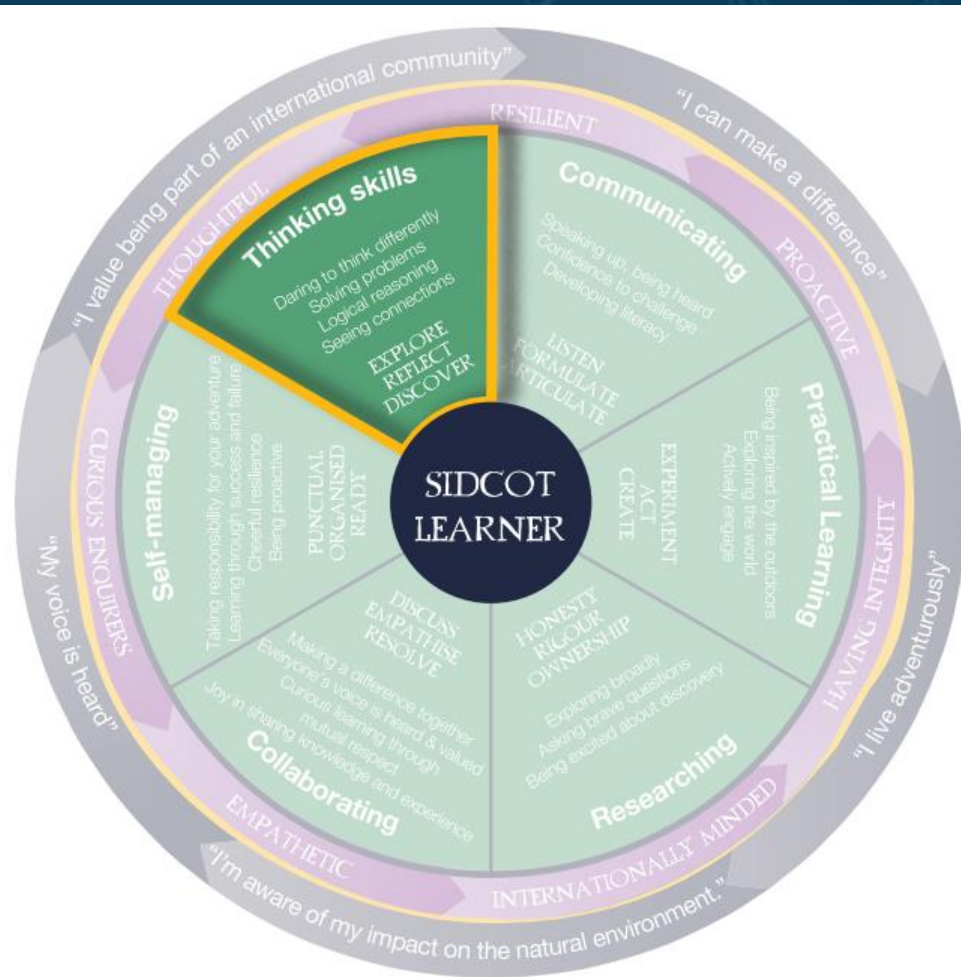 "I value being part of an international community"
"I can make a difference"
"I live adventurously"
"I'm aware of my impact on the natural environment."
"My voice is heard"
RESILIENT
PROACTIVE
HAVING INTEGRITY
INTERNATIONALLY MINDED
EMPATHETIC
CURIOUS ENQUIRERS
THOUGHTFUL
Thinking skills
Daring to think differently
Solving problems
Logical reasoning
Seeing connections
EXPLORE
REFLECT
DISCOVER
Communicating
Speaking up, being heard
Confidence to challenge
Developing literacy
LISTEN
FORMULATE
ARTICULATE
Practical Learning
Being inspired by the outdoors
Exploring the world
Actively engage
EXPERIMENT
ACT
CREATE
HONESTY
RIGOUR
OWNERSHIP
Exploring broadly
Asking brave questions
Being excited about discovery
Researching
DISCUSS
EMPATHISE
RESOLVE
Making a difference together
Everyone's voice is heard & valued
Curious learning through
mutual respect
Joy in sharing knowledge and experience
Collaborating
Self-managing
Taking responsibility for your adventure
Learning through success and failure
Cheerful resilience
Being proactive
PUNCTUAL
ORGANISED
READY
SIDCOT
LEARNER